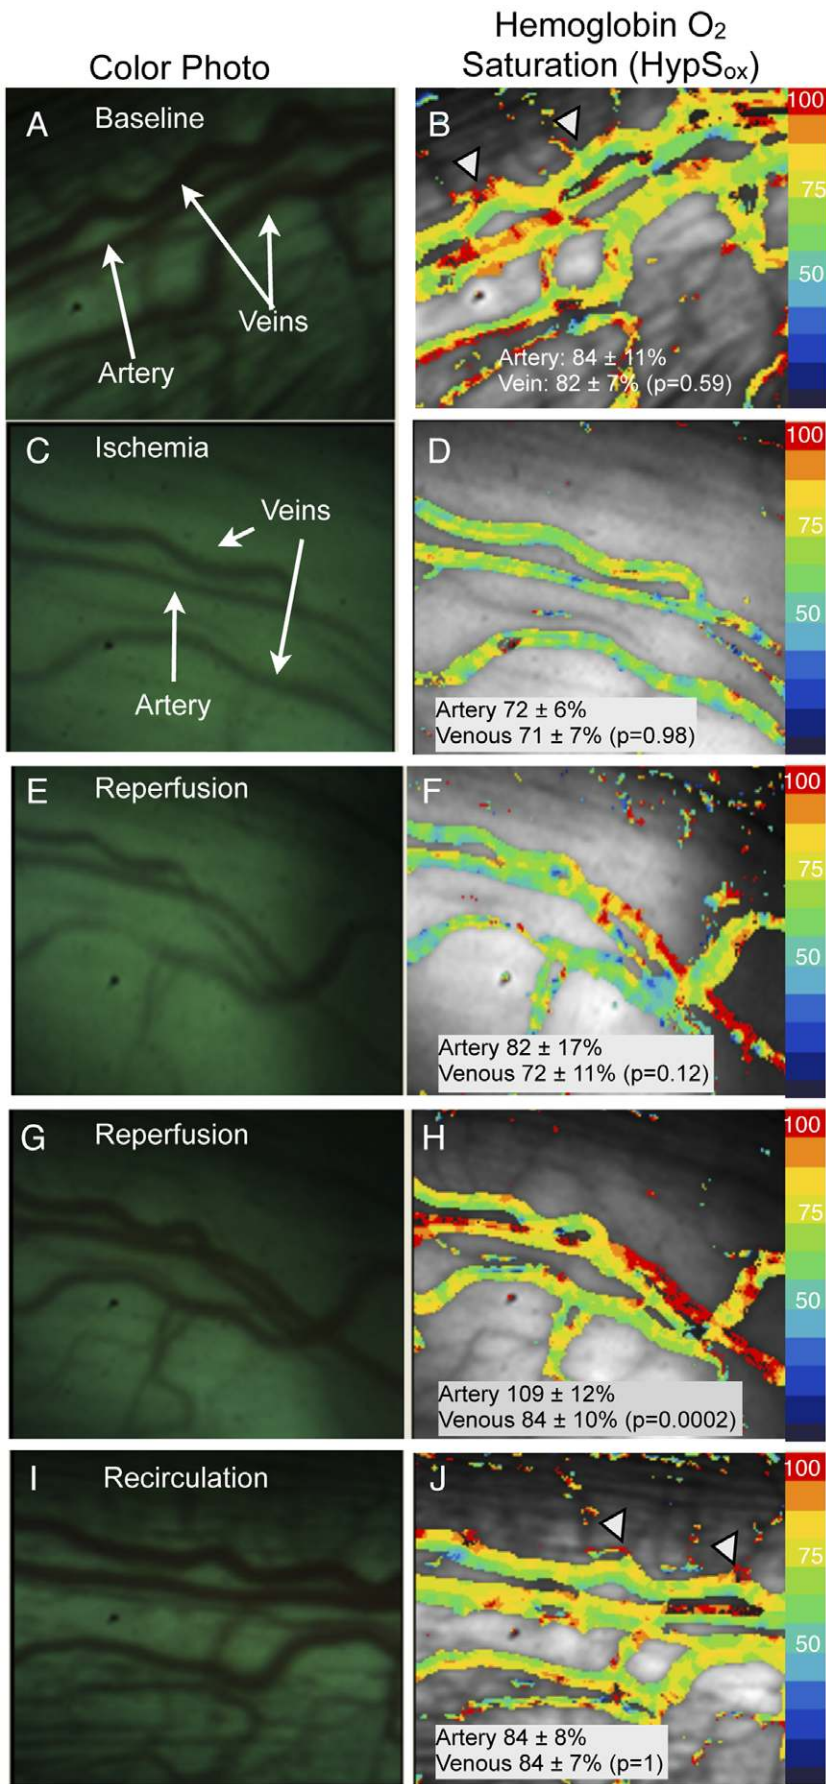 Color Photo
Hemoglobin O₂
Saturation (HypSₒₓ)
A Baseline
Veins
Artery
B
100
75
50
Artery: 84 ± 11%
Vein: 82 ± 7% (p=0.59)
C Ischemia
Veins
Artery
D
100
75
50
Artery 72 ± 6%
Venous 71 ± 7% (p=0.98)
E Reperfusion
F
100
75
50
Artery 82 ± 17%
Venous 72 ± 11% (p=0.12)
G Reperfusion
H
100
75
50
Artery 109 ± 12%
Venous 84 ± 10% (p=0.0002)
I Recirculation
J
100
75
50
Artery 84 ± 8%
Venous 84 ± 7% (p=1)